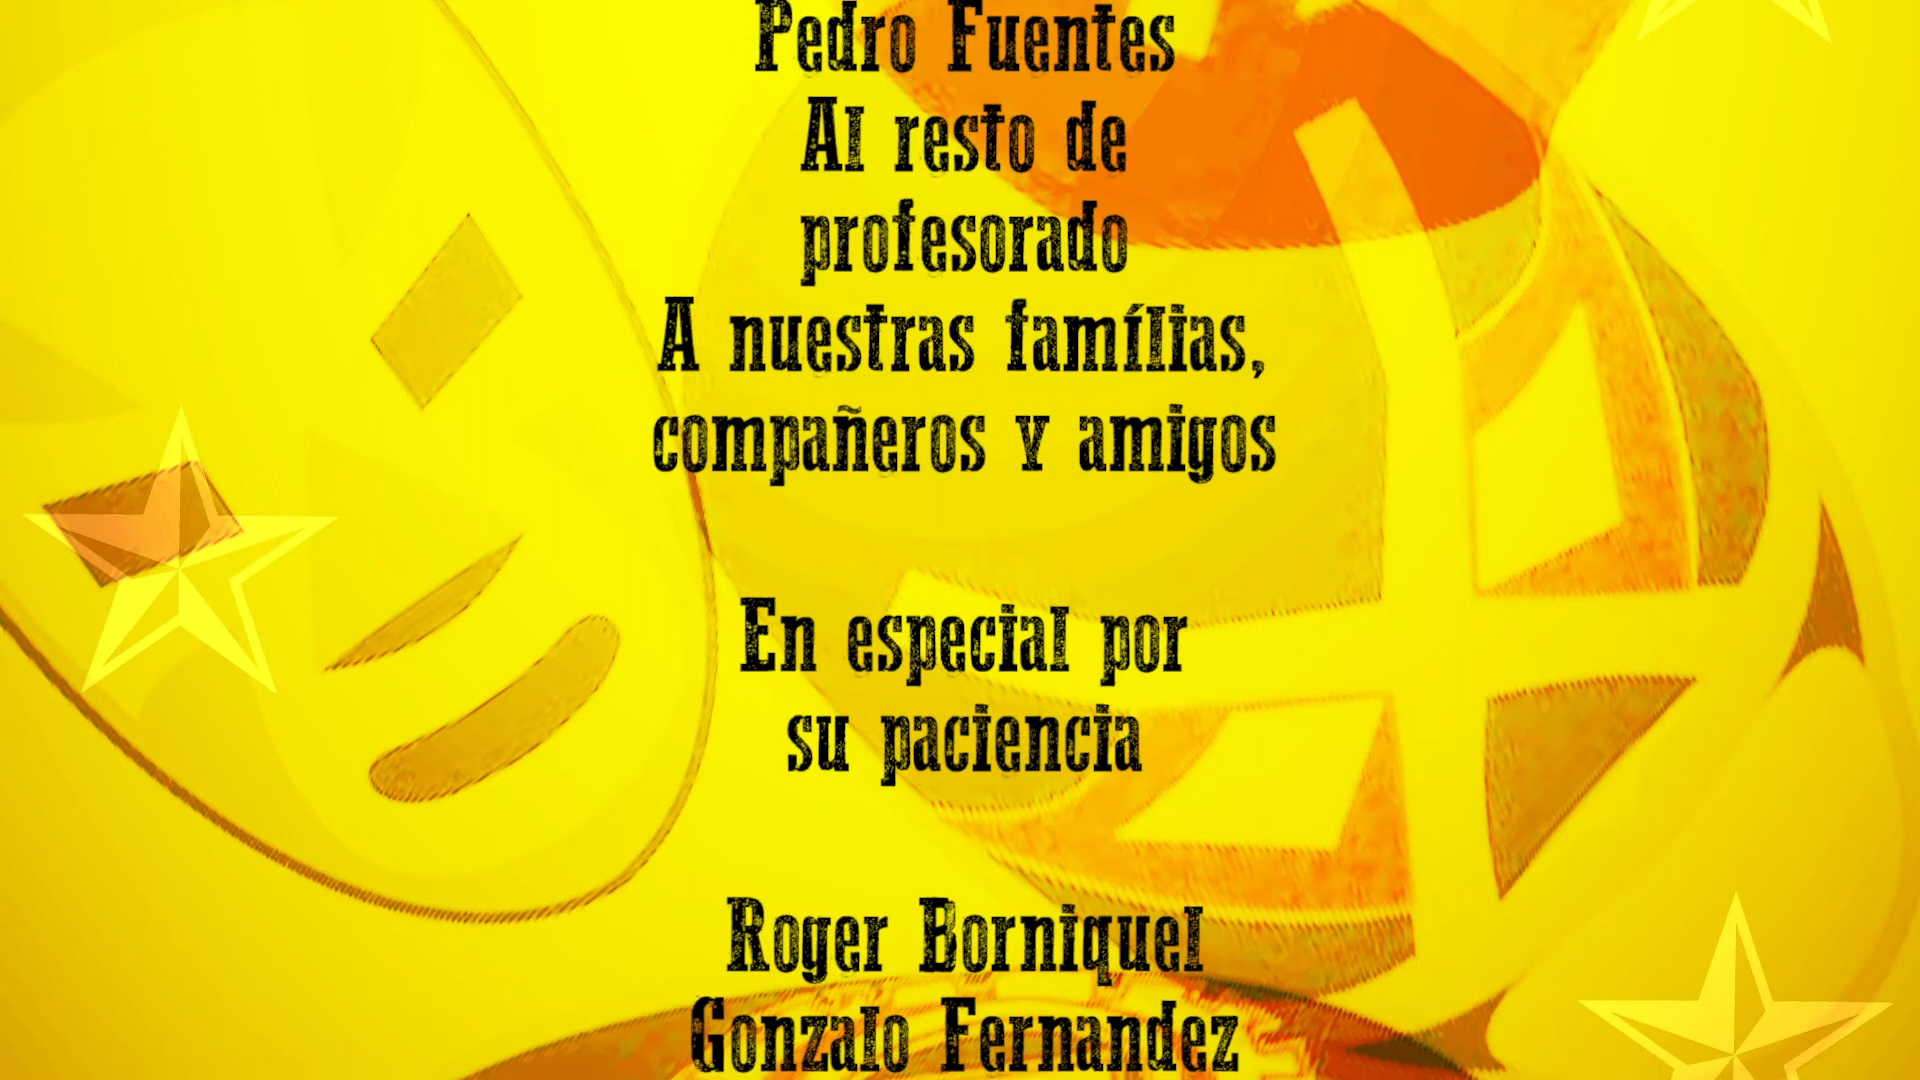 Pedro Fuentes
Al resto de
profesorado
A nuestras famílias,
compañeros y amigos
En especial por
su paciencia
Roger Borniquel
Gonzalo Fernandez